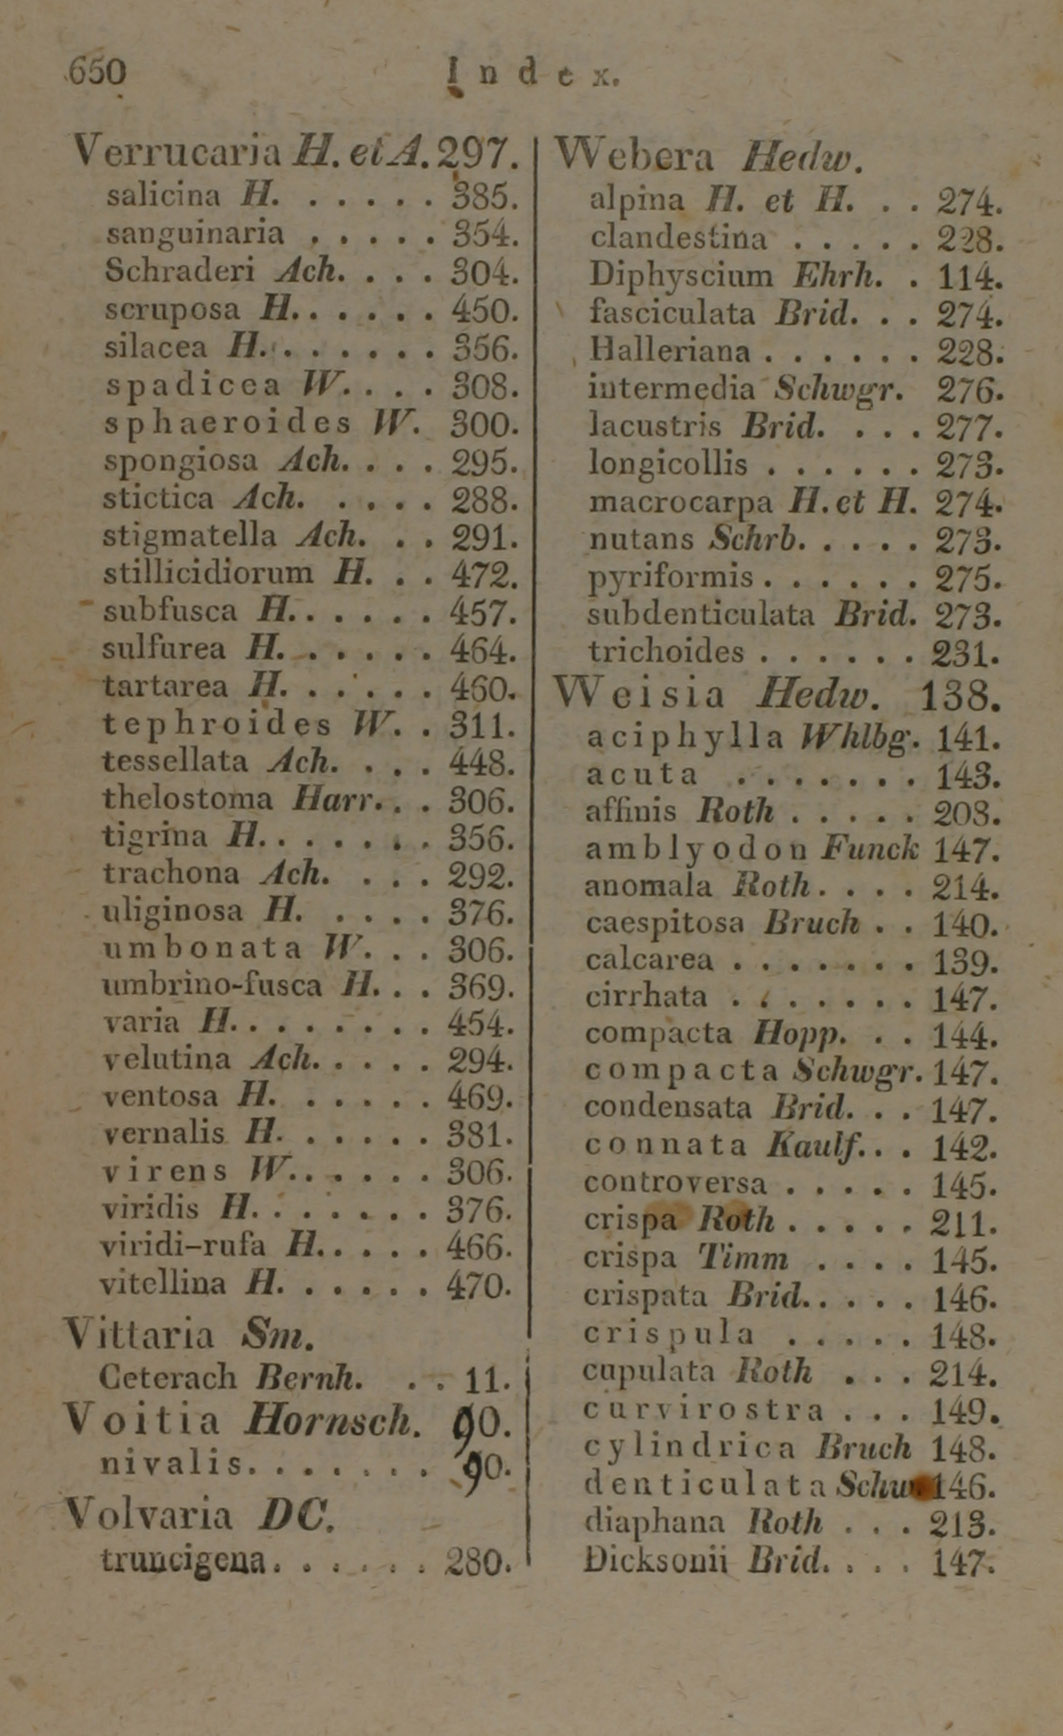 650 Index.
Verrucaria H. et A. 297.
salicina H. . . . . . 385.
sanguinaria . . . . . 354.
Schraderi Ach. . . . 304.
scruposa H. . . . . . 450.
silacea H. . . . . . . 356.
spadicea W. . . . 308.
sphaeroides W. 300.
spongiosa Ach. . . . 295.
stictica Ach. . . . . 288.
stigmatella Ach. . . 291.
stillicidiorum H. . . 472.
subfusca H. . . . . . 457.
sulfurea H. . . . . . 464.
tartarea H. . . . . . 460.
tephroides W. . 311.
tessellata Ach. . . . 448.
thelostoma Harr. . . 306.
tigrina H. . . . . . . 356.
trachona Ach. . . . 292.
uliginosa H. . . . . 376.
umbonata W. . . 306.
umbrino-fusca H. . . 369.
varia H. . . . . . . . 454.
velutina Ach. . . . . 294.
ventosa H. . . . . . 469.
vernalis H. . . . . . 381.
virens W. . . . . . 306.
viridis H. . . . . . . 376.
viridi-rufa H. . . . . 466.
vitellina H. . . . . . 470.
Vittaria Sm.
Ceterach Bernh. . . 11.
Voitia Hornsch. 90.
nivalis. . . . . . . . 90.
Volvaria DC.
truncigena. . . . . . 280.
Webera Hedw.
alpina H. et H. . . 274.
clandestina . . . . . 228.
Diphyscium Ehrh. . 114.
fasciculata Brid. . . 274.
Halleriana . . . . . . 228.
intermedia Schwgr. 276.
lacustris Brid. . . . 277.
longicollis . . . . . . 273.
macrocarpa H. et H. 274.
nutans Schrb. . . . . 273.
pyriformis . . . . . . 275.
subdenticulata Brid. 273.
trichoides . . . . . . 231.
Weisia Hedw. 138.
aciphylla Whlbg. 141.
acuta . . . . . . . 143.
affinis Roth . . . . . 203.
amblyodon Funck 147.
anomala Roth . . . . 214.
caespitosa Bruch . . 140.
calcarea . . . . . . . 139.
cirrhata . . . . . . . 147.
compacta Hopp. . . 144.
compacta Schwgr. 147.
condensata Brid. . . 147.
connata Kaulf. . . 142.
controversa . . . . . 145.
crispa Roth . . . . . 211.
crispa Timm . . . . 145.
crispata Brid. . . . . 146.
crispula . . . . . 148.
cupulata Roth . . . 214.
curvirostra . . . 149.
cylindrica Bruch 148.
denticulata Schw. 146.
diaphana Roth . . . 213.
Dicksonii Brid. . . . 147.